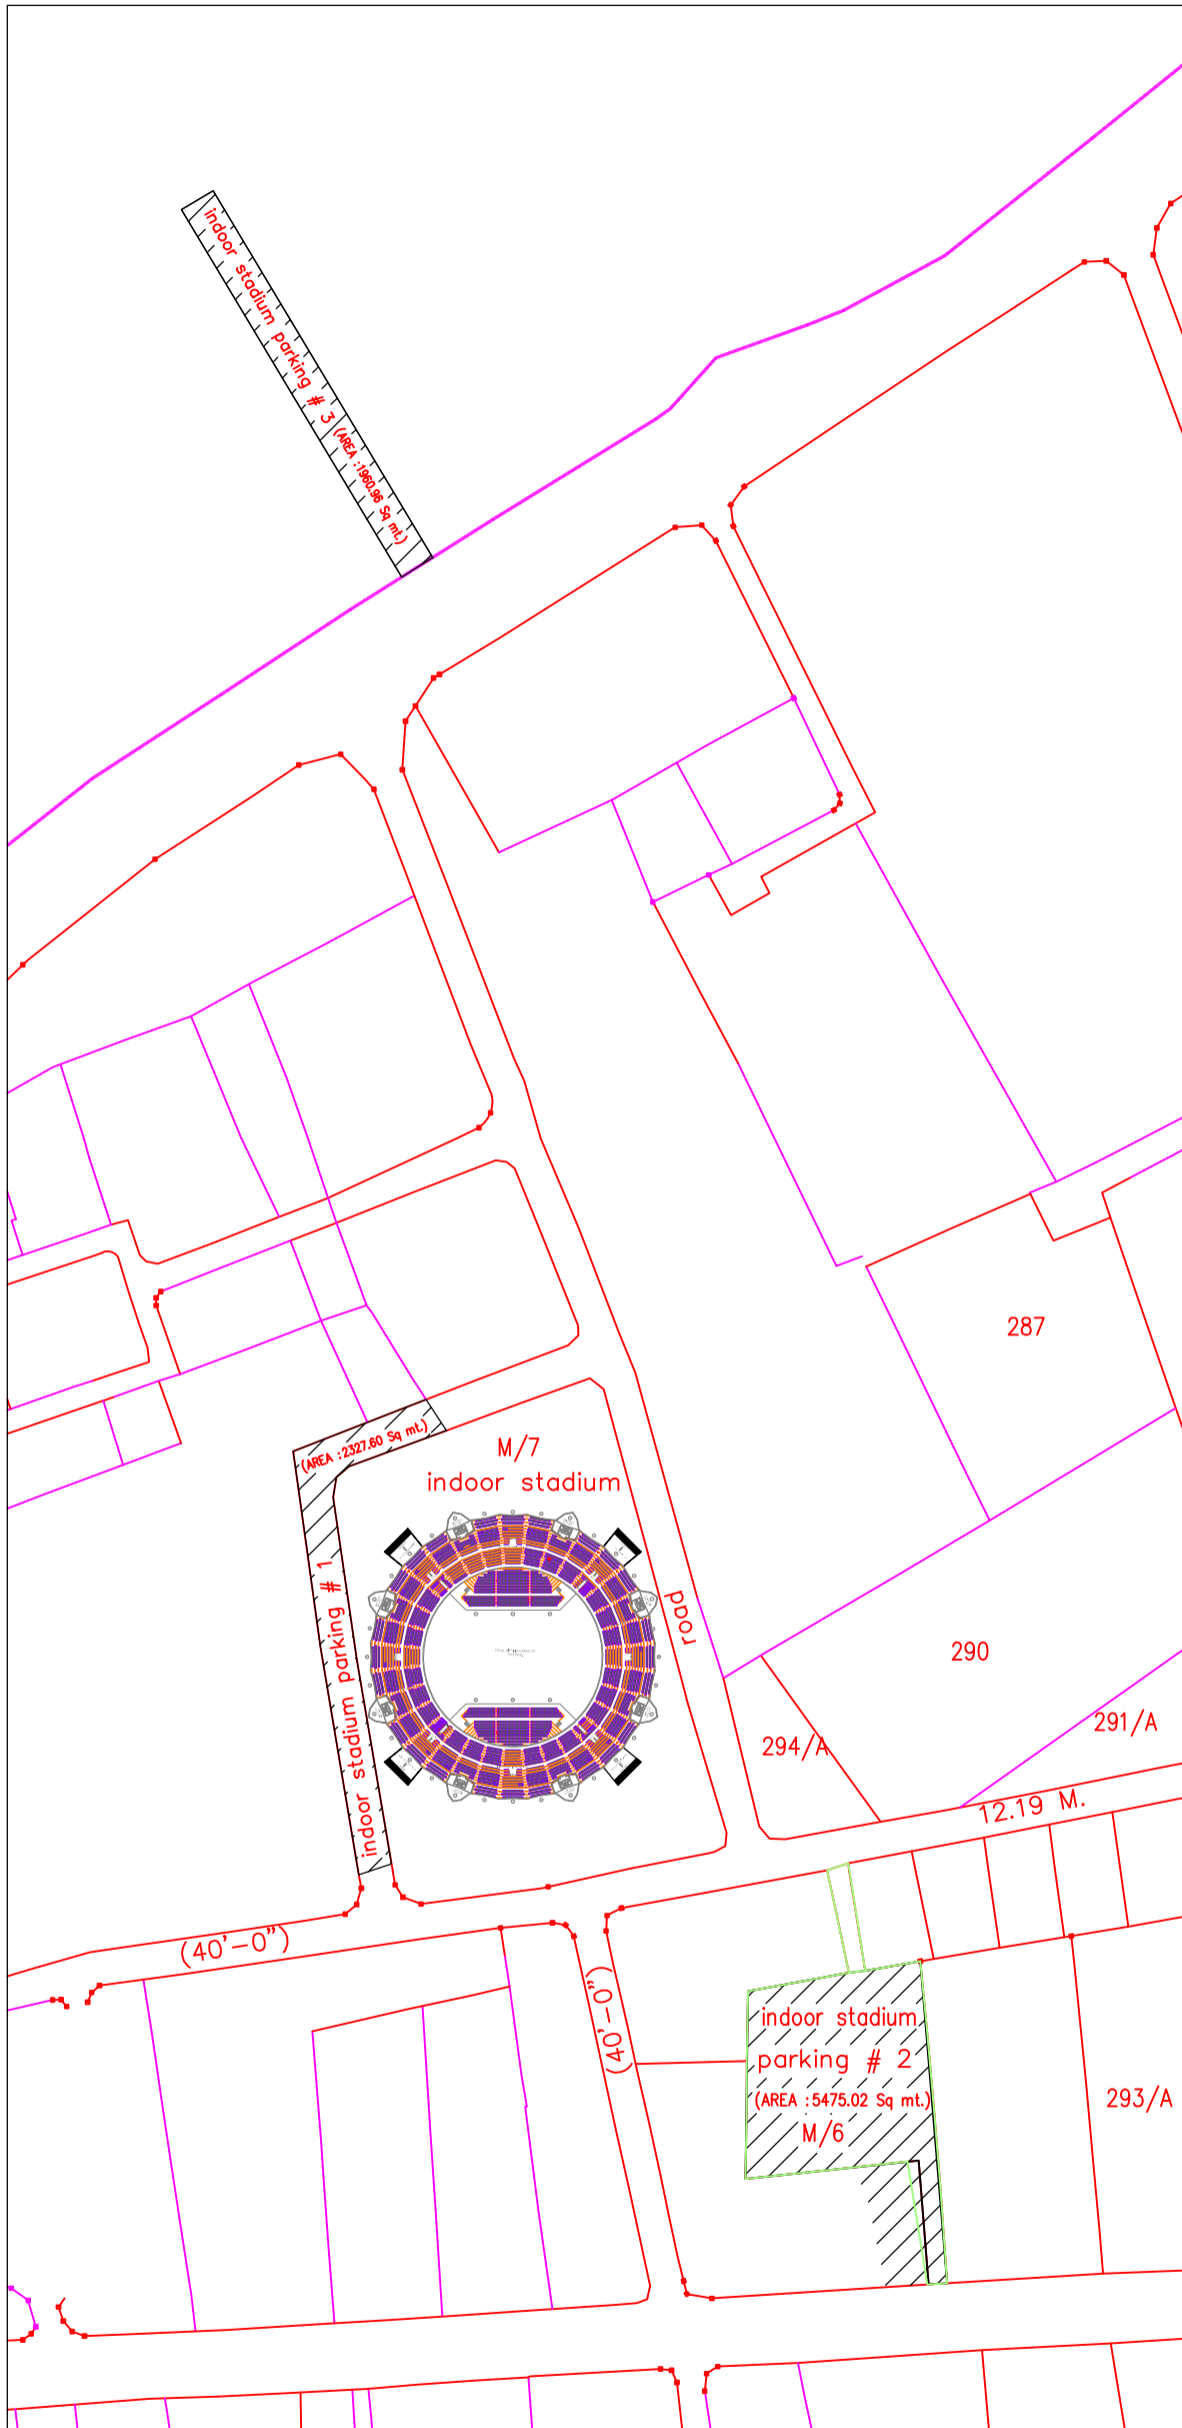 indoor stadium parking # 3 (AREA :1960.96 Sq mt.)
287
(AREA :2327.60 Sq mt.)
M/7
indoor stadium
indoor stadium parking # 1
road
290
291/A
294/A
12.19 M.
(40'-0")
(40'-0")
indoor stadium
parking # 2
(AREA :5475.02 Sq mt.)
M/6
293/A